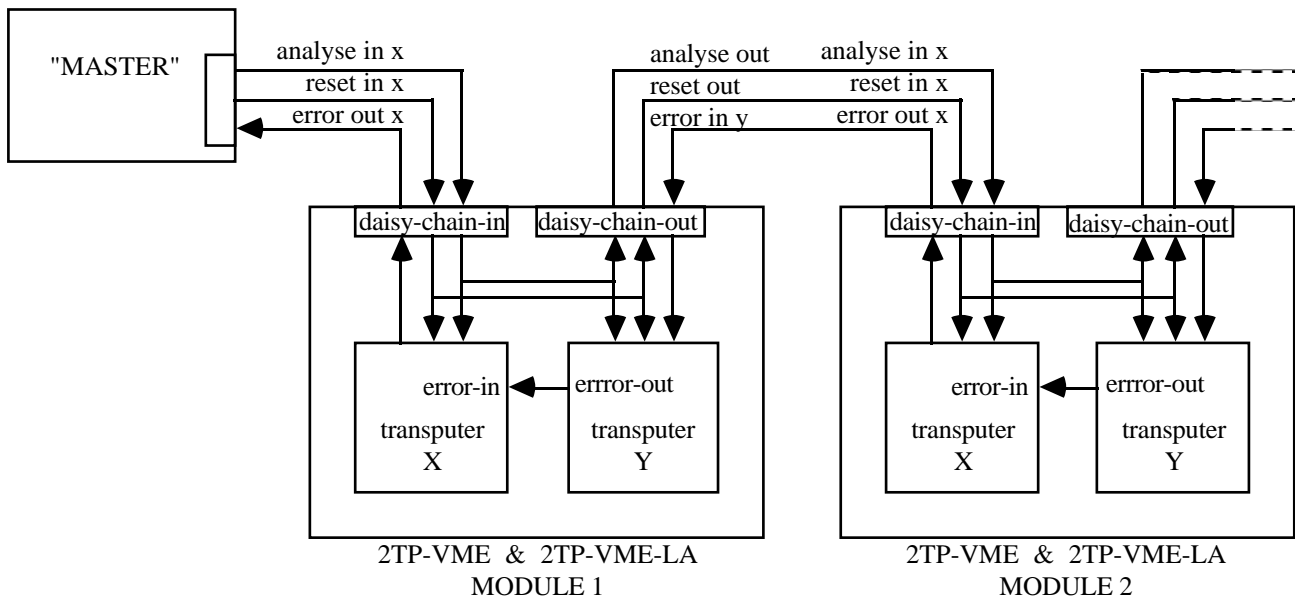 "MASTER"
analyse in x
reset in x
error out x
analyse out
reset out
error in y
analyse in x
reset in x
error out x
daisy-chain-in
daisy-chain-out
daisy-chain-in
daisy-chain-out
error-in
errror-out
transputer
X
transputer
Y
error-in
errror-out
transputer
X
transputer
Y
2TP-VME & 2TP-VME-LA
MODULE 1
2TP-VME & 2TP-VME-LA
MODULE 2